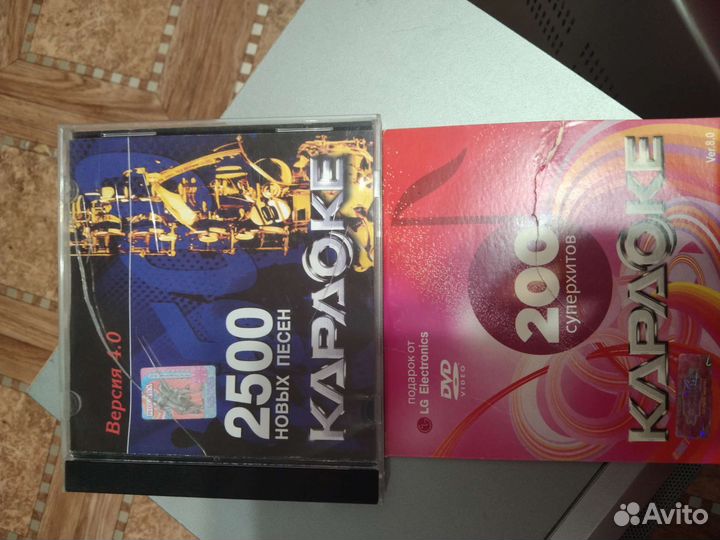 Версия 4.0
2500
НОВЫХ ПЕСЕН
КАРАОКЕ
подарок от
LG Electronics
DVD
VIDEO
200
суперхитов
КАРАОКЕ
Ver.8.0
Avito